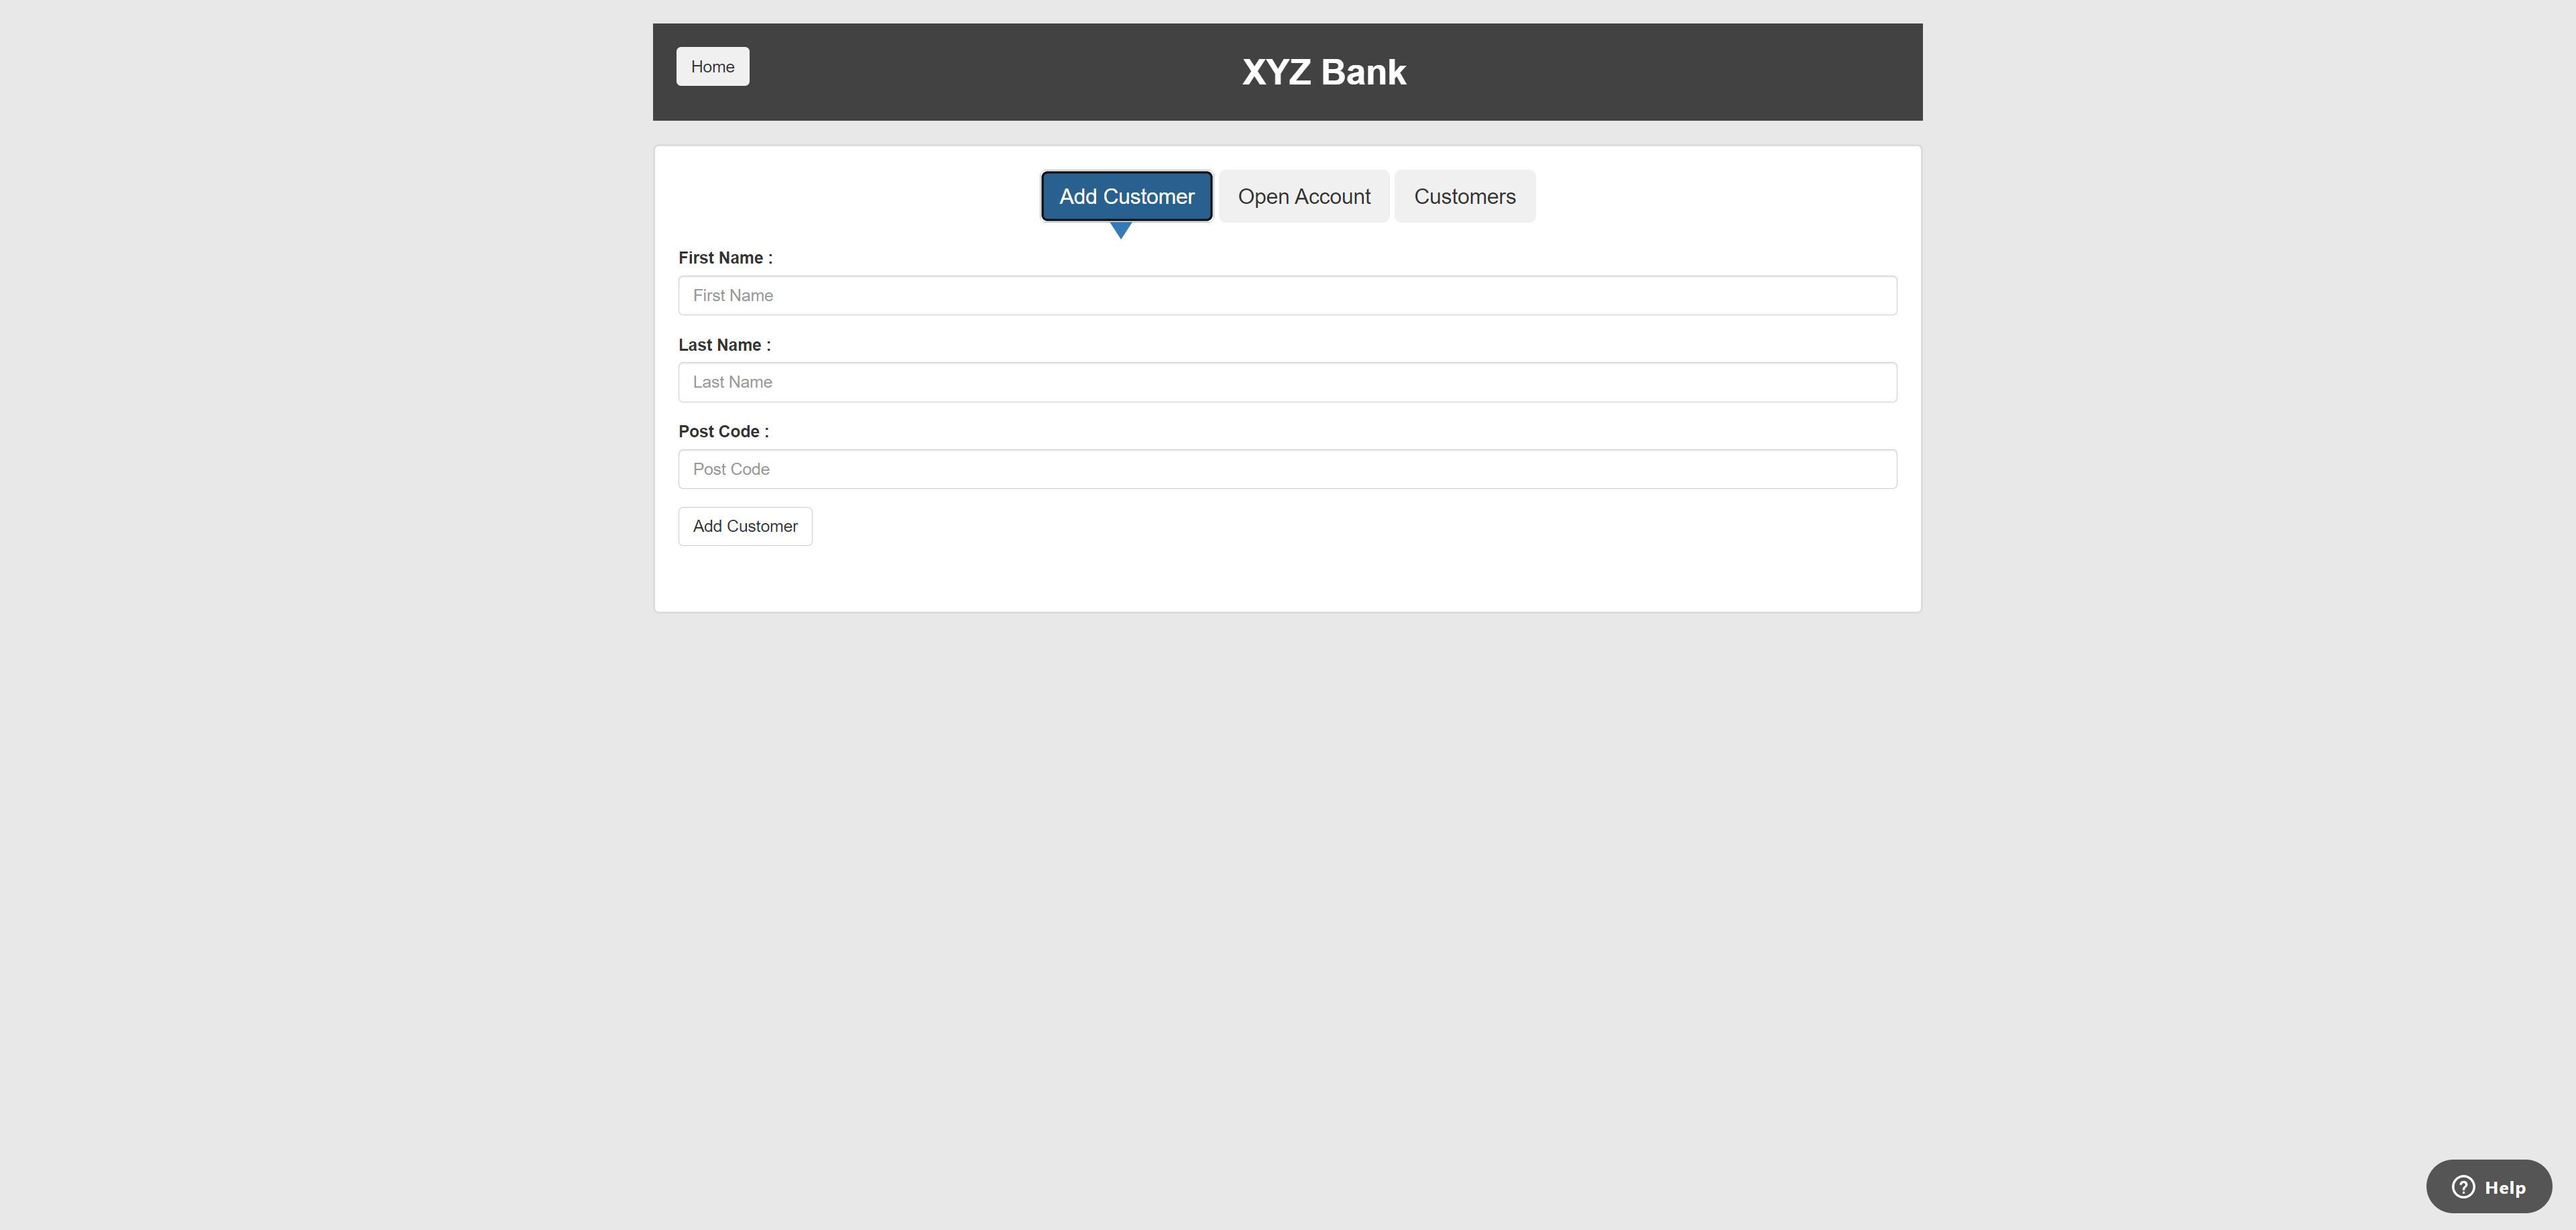 Home
XYZ Bank
Add Customer
Open Account
Customers
First Name :
First Name
Last Name :
Last Name
Post Code :
Post Code
Add Customer
? Help